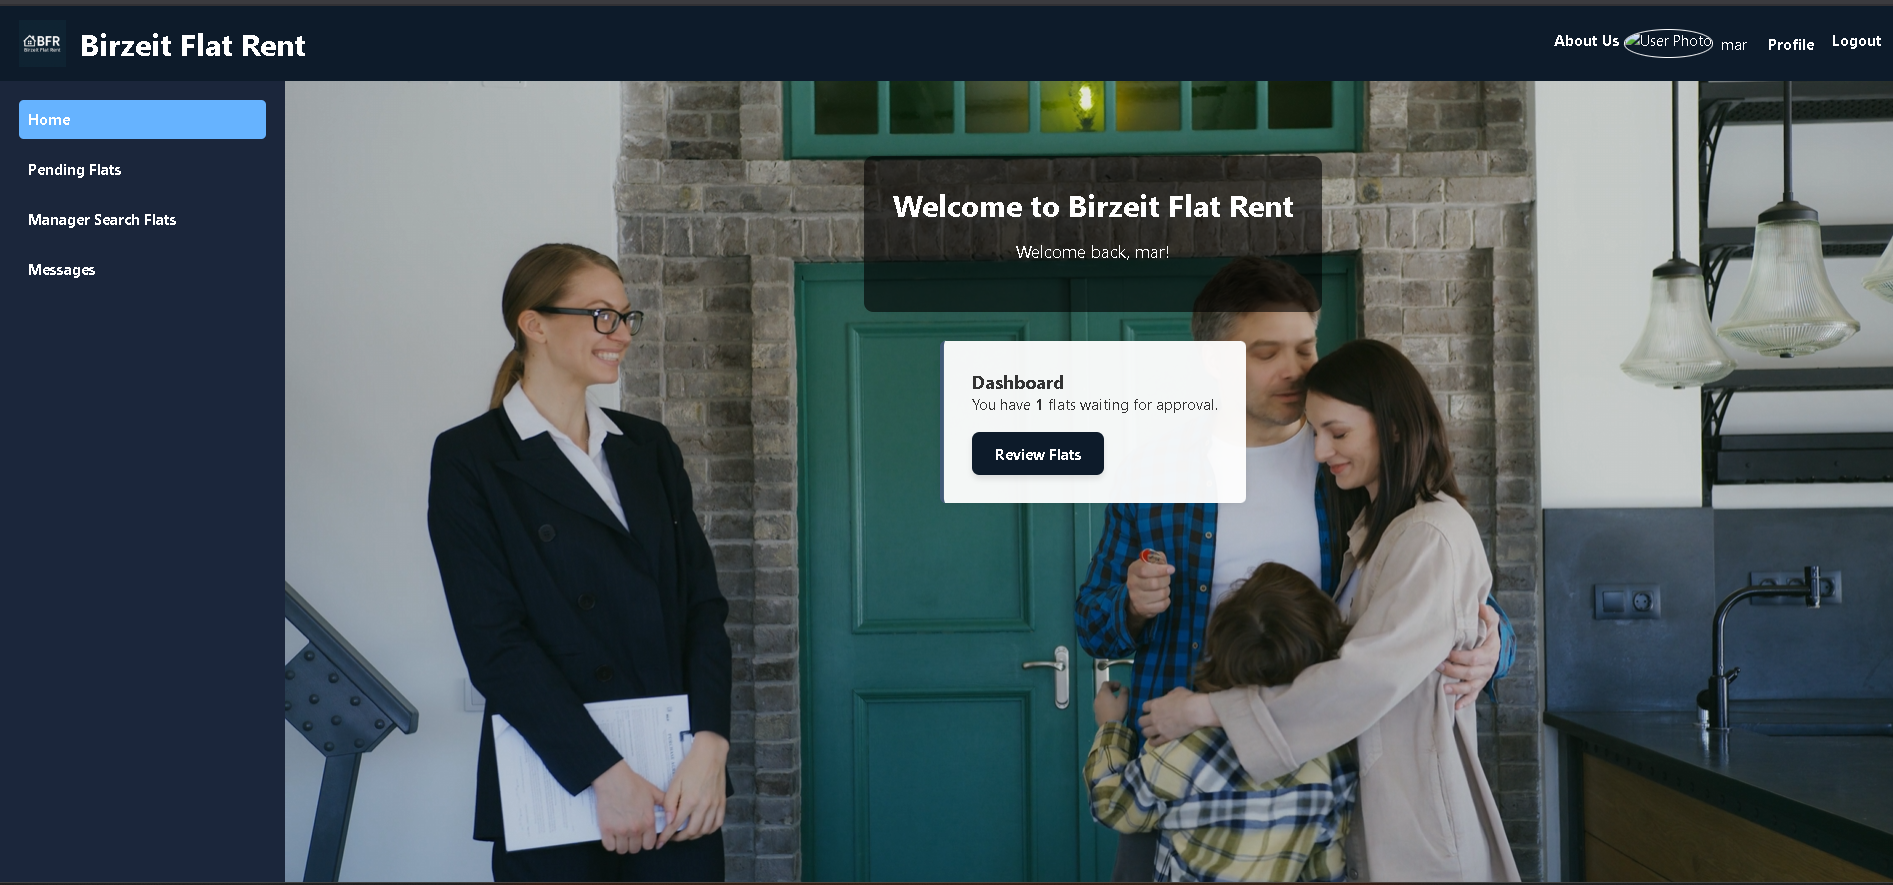 BFR
Birzeit Flat Rent
Birzeit Flat Rent
About Us
User Photo
mar
Profile
Logout
Home
Pending Flats
Manager Search Flats
Messages
Welcome to Birzeit Flat Rent
Welcome back, mar!
Dashboard
You have 1 flats waiting for approval.
Review Flats